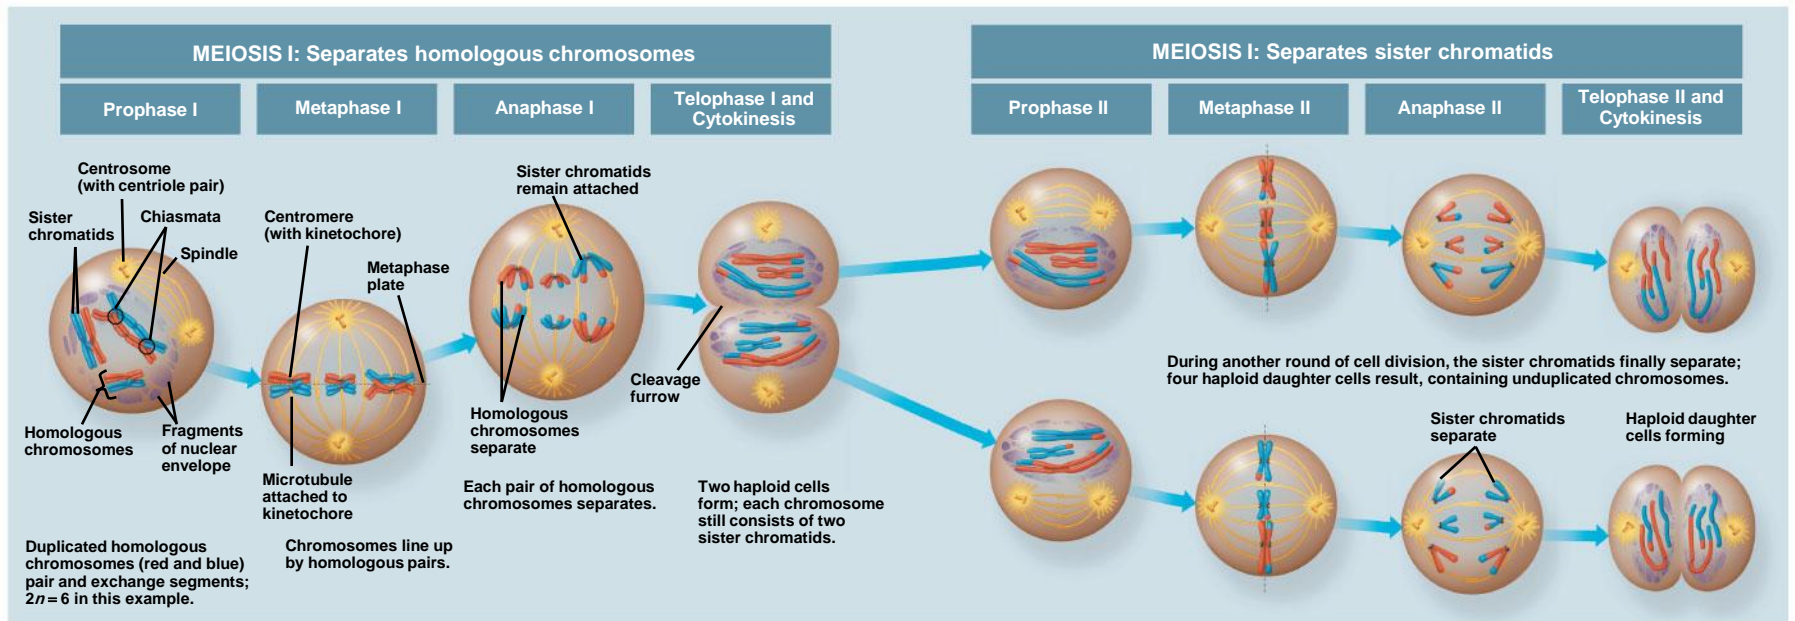 MEIOSIS I: Separates homologous chromosomes
Prophase I
Metaphase I
Anaphase I
Telophase I and
Cytokinesis
Centrosome
(with centriole pair)
Sister
chromatids
Chiasmata
Spindle
Homologous
chromosomes
Fragments
of nuclear
envelope
Duplicated homologous
chromosomes (red and blue)
pair and exchange segments;
2n = 6 in this example.
Centromere
(with kinetochore)
Metaphase
plate
Microtubule
attached to
kinetochore
Chromosomes line up
by homologous pairs.
Sister chromatids
remain attached
Homologous
chromosomes
separate
Each pair of homologous
chromosomes separates.
Cleavage
furrow
Two haploid cells
form; each chromosome
still consists of two
sister chromatids.
MEIOSIS I: Separates sister chromatids
Prophase II
Metaphase II
Anaphase II
Telophase II and
Cytokinesis
During another round of cell division, the sister chromatids finally separate;
four haploid daughter cells result, containing unduplicated chromosomes.
Sister chromatids
separate
Haploid daughter
cells forming